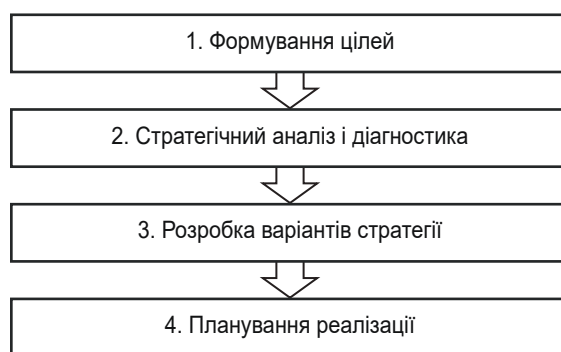 1. Формування цілей
2. Стратегічний аналіз і діагностика
3. Розробка варіантів стратегії
4. Планування реалізації